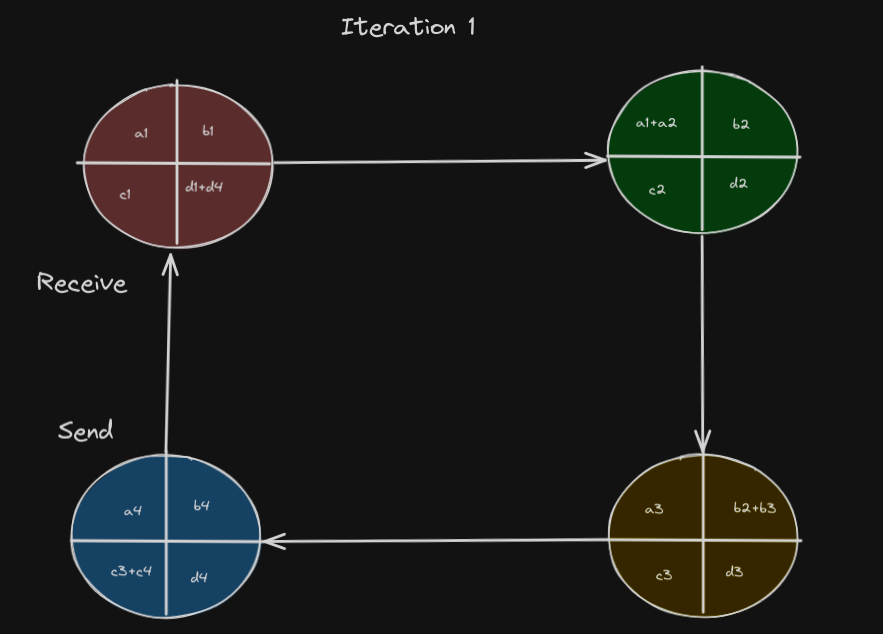 Iteration 1
a1
b1
c1
d1+d4
a1+a2
b2
c2
d2
Receive
Send
a4
b4
c3+c4
d4
a3
b2+b3
c3
d3